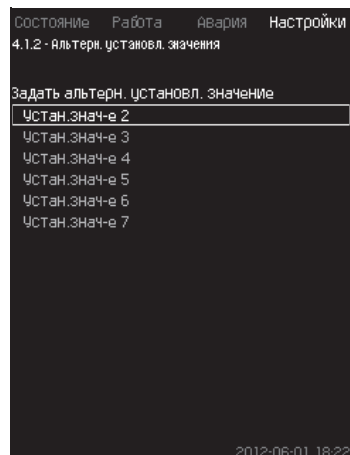 Состояние Работа Авария Настройки
4.1.2 - Альтерн. установл. значения
Задать альтерн. установл. значение
Устан.знач-е 2
Устан.знач-е 3
Устан.знач-е 4
Устан.знач-е 5
Устан.знач-е 6
Устан.знач-е 7
2012-06-01 18:22